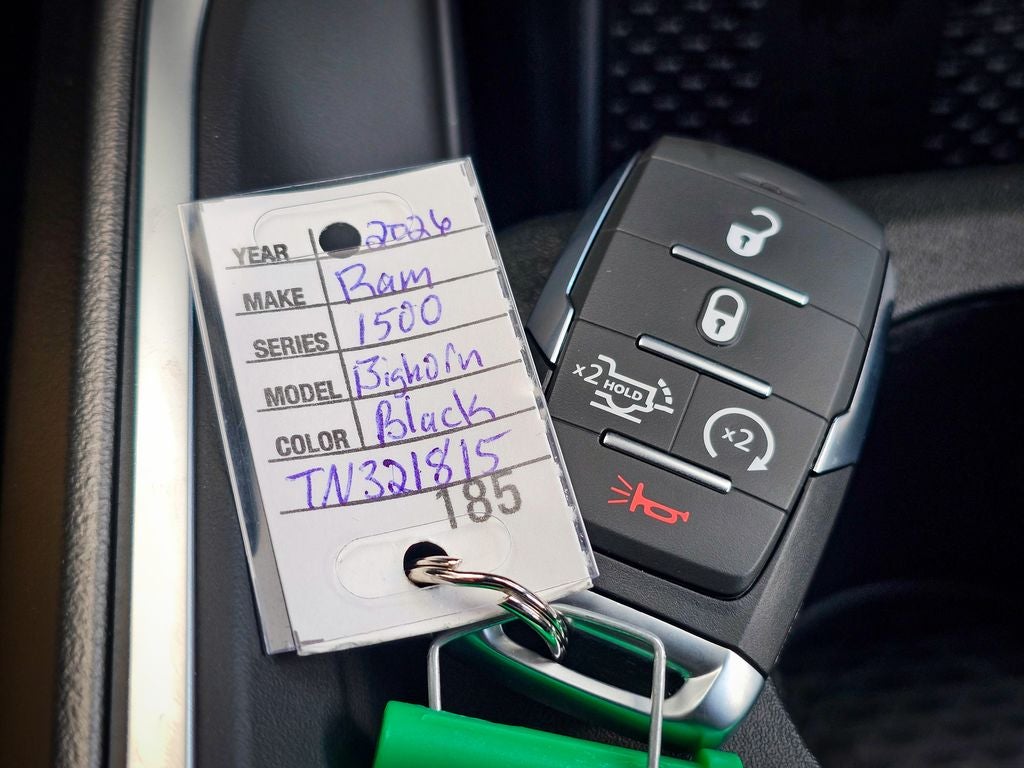 YEAR 2026
MAKE Ram
SERIES 1500
MODEL Bighorn
COLOR Black
TN321815
185
x2 HOLD
x2